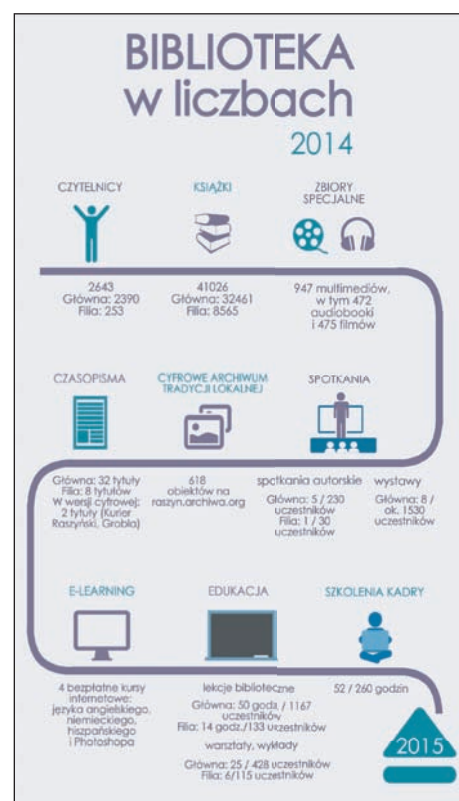 BIBLIOTEKA
w liczbach
2014
CZYTELNICY
2643
Główna: 2390
Filia: 253
KSIĄŻKI
41026
Główna: 32461
Filia: 8565
ZBIORY
SPECJALNE
947 multimediów,
w tym 472
audiobooki
i 475 filmów
CZASOPISMA
Główna: 32 tytuły
Filia: 8 tytułów
W wersji cyfrowej:
2 tytuły (Kurier
Raszyński, Grobla)
CYFROWE ARCHIWUM
TRADYCJI LOKALNEJ
618
obiektów na
raszyn.archiwa.org
SPOTKANIA
spotkania autorskie
Główna: 5 / 230
uczestników
Filia: 1 / 30
uczestników
wystawy
Główna: 8 /
ok. 1530
uczestników
E-LEARNING
4 bezpłatne kursy
internetowe:
języka angielskiego,
niemieckiego,
hiszpańskiego
i Photoshopa
EDUKACJA
lekcje biblioteczne
Główna: 50 godz. / 1167
uczestników
Filia: 14 godz./133 uczestników
warsztaty, wykłady
Główna: 25 / 428 uczestników
Filia: 6/115 uczestników
SZKOLENIA KADRY
52 / 260 godzin
2015